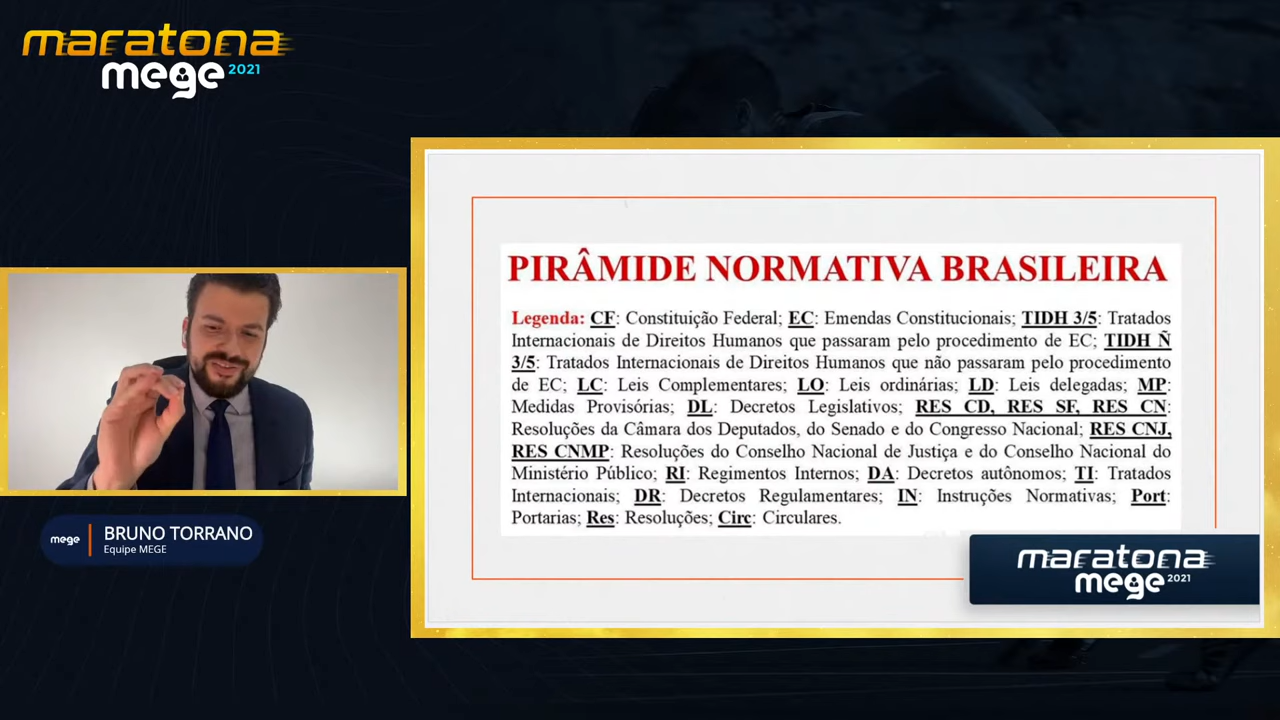 maratona
mege 2021
PIRÂMIDE NORMATIVA BRASILEIRA
Legenda: CF: Constituição Federal; EC: Emendas Constitucionais; TIDH 3/5: Tratados
Internacionais de Direitos Humanos que passaram pelo procedimento de EC; TIDH Ñ
3/5: Tratados Internacionais de Direitos Humanos que não passaram pelo procedimento
de EC; LC: Leis Complementares; LO: Leis ordinárias; LD: Leis delegadas; MP:
Medidas Provisórias; DL: Decretos Legislativos; RES CD, RES SF, RES CN:
Resoluções da Câmara dos Deputados, do Senado e do Congresso Nacional; RES CNJ,
RES CNMP: Resoluções do Conselho Nacional de Justiça e do Conselho Nacional do
Ministério Público; RI: Regimentos Internos; DA: Decretos autônomos; TI: Tratados
Internacionais; DR: Decretos Regulamentares; IN: Instruções Normativas; Port:
Portarias; Res: Resoluções; Circ: Circulares.
mege BRUNO TORRANO
Equipe MEGE
maratona
mege 2021